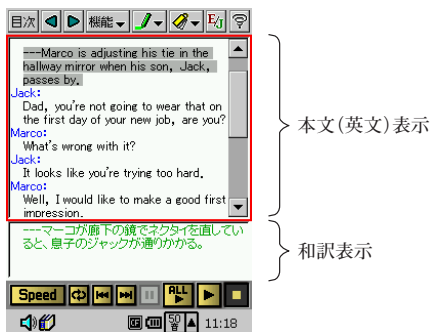 目次 機能 E/J
---Marco is adjusting his tie in the
hallway mirror when his son, Jack,
passes by.
Jack:
Dad, you're not going to wear that on
the first day of your new job, are you?
Marco:
What's wrong with it?
Jack:
It looks like you're trying too hard.
Marco:
Well, I would like to make a good first
impression.
本文(英文)表示
---マーコが廊下の鏡でネクタイを直してい
ると、息子のジャックが通りかかる。
和訳表示
Speed ALL
50音 11:18